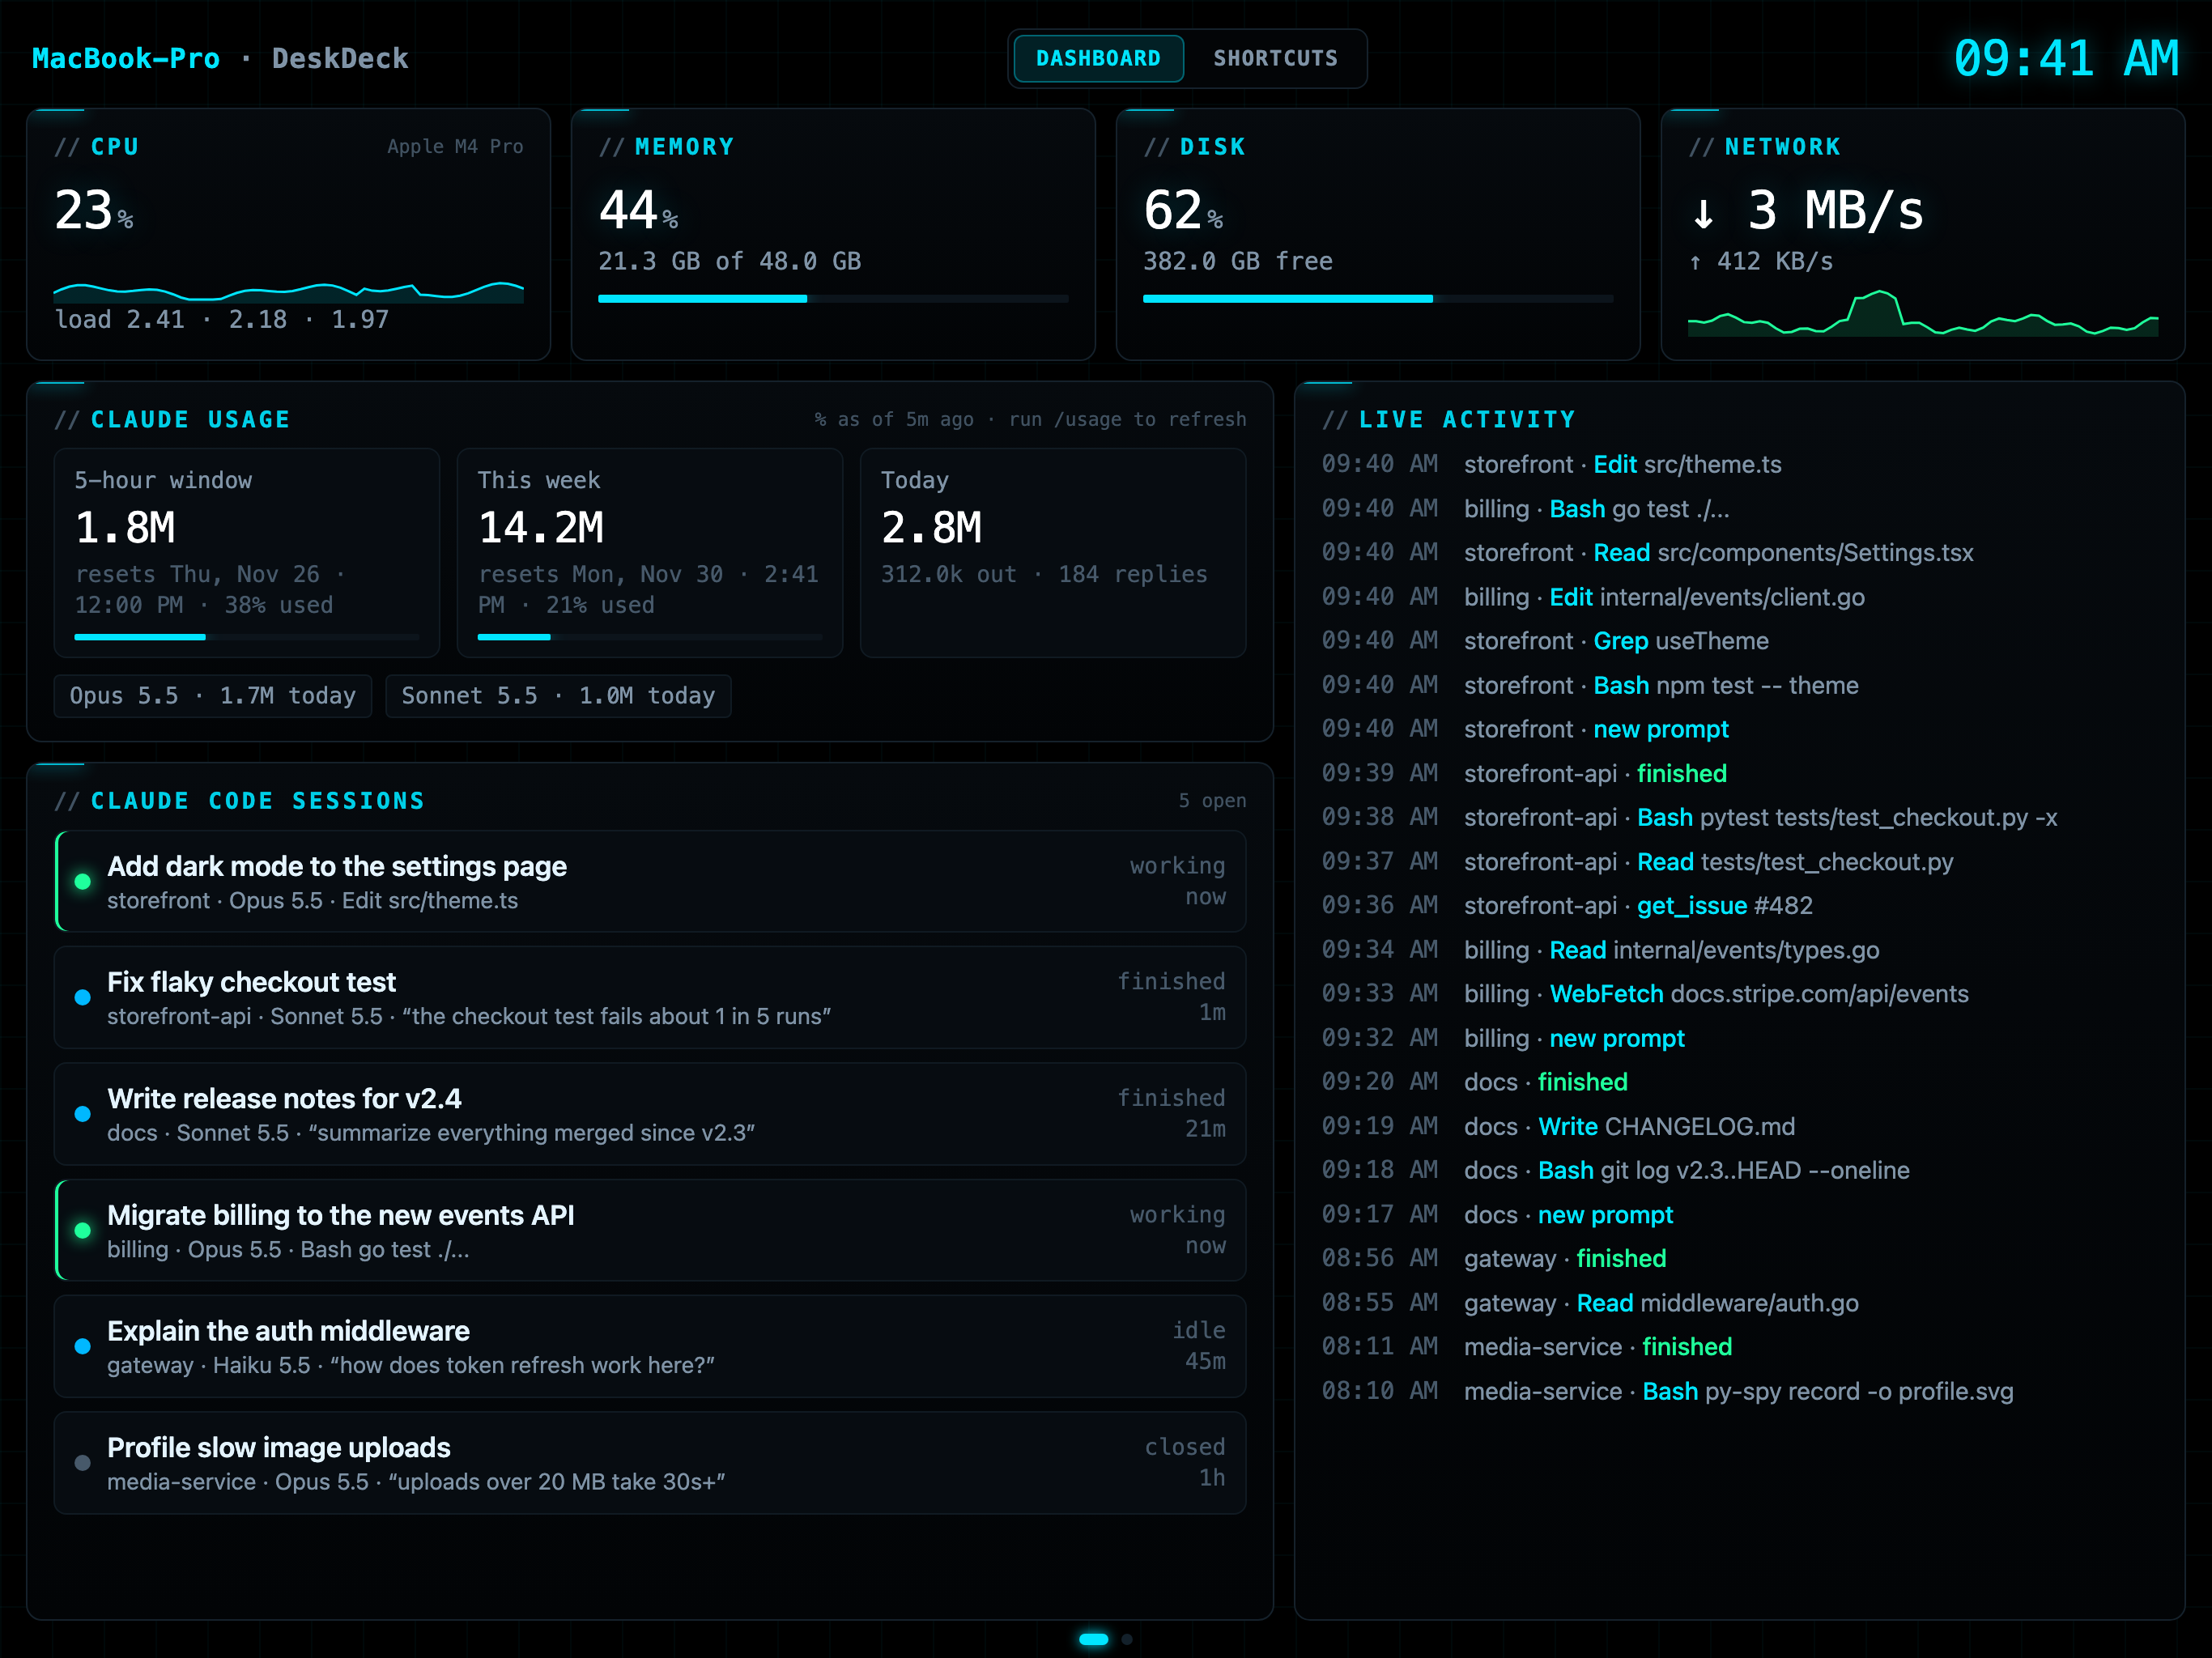 MacBook-Pro · DeskDeck
DASHBOARD
SHORTCUTS
09:41 AM
// CPU
Apple M4 Pro
23%
load 2.41 · 2.18 · 1.97
// MEMORY
44%
21.3 GB of 48.0 GB
// DISK
62%
382.0 GB free
// NETWORK
↓ 3 MB/s
↑ 412 KB/s
// CLAUDE USAGE
% as of 5m ago · run /usage to refresh
5-hour window
1.8M
resets Thu, Nov 26 ·
12:00 PM · 38% used
This week
14.2M
resets Mon, Nov 30 · 2:41
PM · 21% used
Today
2.8M
312.0k out · 184 replies
Opus 5.5 · 1.7M today
Sonnet 5.5 · 1.0M today
// CLAUDE CODE SESSIONS
5 open
Add dark mode to the settings page
working
storefront · Opus 5.5 · Edit src/theme.ts
now
Fix flaky checkout test
finished
storefront-api · Sonnet 5.5 · “the checkout test fails about 1 in 5 runs”
1m
Write release notes for v2.4
finished
docs · Sonnet 5.5 · “summarize everything merged since v2.3”
21m
Migrate billing to the new events API
working
billing · Opus 5.5 · Bash go test ./...
now
Explain the auth middleware
idle
gateway · Haiku 5.5 · “how does token refresh work here?”
45m
Profile slow image uploads
closed
media-service · Opus 5.5 · “uploads over 20 MB take 30s+”
1h
// LIVE ACTIVITY
09:40 AM storefront · Edit src/theme.ts
09:40 AM billing · Bash go test ./...
09:40 AM storefront · Read src/components/Settings.tsx
09:40 AM billing · Edit internal/events/client.go
09:40 AM storefront · Grep useTheme
09:40 AM storefront · Bash npm test -- theme
09:40 AM storefront · new prompt
09:39 AM storefront-api · finished
09:38 AM storefront-api · Bash pytest tests/test_checkout.py -x
09:37 AM storefront-api · Read tests/test_checkout.py
09:36 AM storefront-api · get_issue #482
09:34 AM billing · Read internal/events/types.go
09:33 AM billing · WebFetch docs.stripe.com/api/events
09:32 AM billing · new prompt
09:20 AM docs · finished
09:19 AM docs · Write CHANGELOG.md
09:18 AM docs · Bash git log v2.3..HEAD --oneline
09:17 AM docs · new prompt
08:56 AM gateway · finished
08:55 AM gateway · Read middleware/auth.go
08:11 AM media-service · finished
08:10 AM media-service · Bash py-spy record -o profile.svg